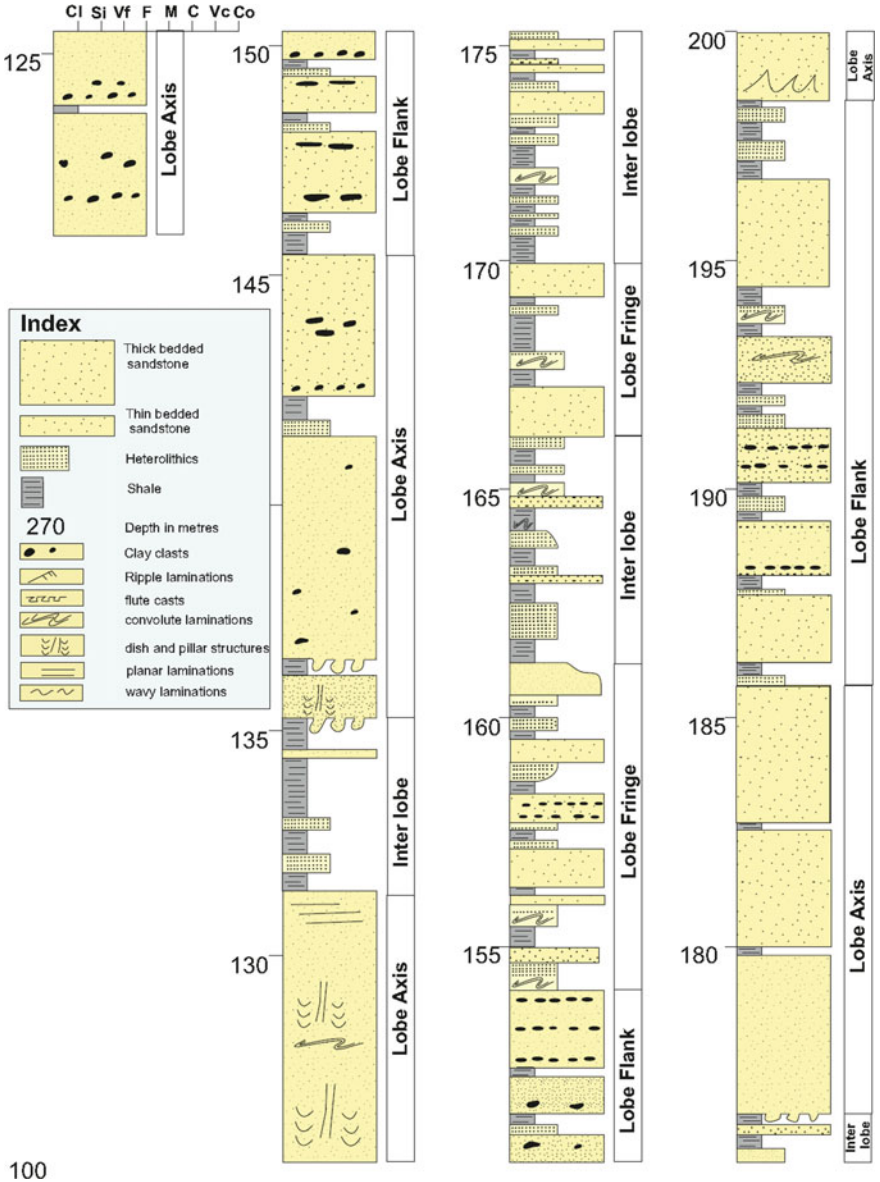 Cl Si Vf F M C Vc Co
125
Lobe Axis
100
Index
Thick bedded
sandstone
Thin bedded
sandstone
Heterolithics
Shale
270 Depth in metres
Clay clasts
Ripple laminations
flute casts
convolute laminations
dish and pillar structures
planar laminations
wavy laminations
150
145
135
130
Lobe Flank
Lobe Axis
Inter lobe
Lobe Axis
175
170
165
160
155
Inter lobe
Lobe Fringe
Inter lobe
Lobe Fringe
Lobe Flank
200
195
190
185
180
Lobe
Axis
Lobe Flank
Lobe Axis
Inter
lobe